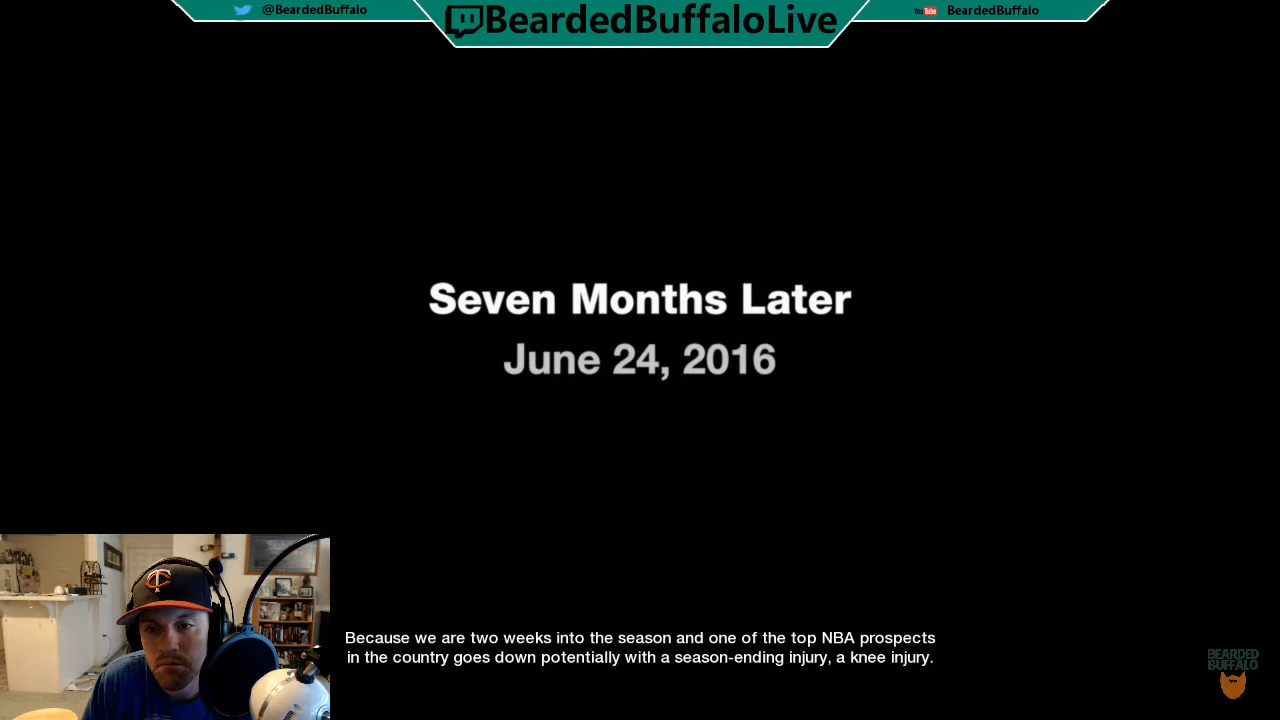 @BeardedBuffalo
BeardedBuffaloLive
YouTube
BeardedBuffalo
Seven Months Later
June 24, 2016
TC
Because we are two weeks into the season and one of the top NBA prospects
in the country goes down potentially with a season-ending injury, a knee injury.
BEARDED
BUFFALO